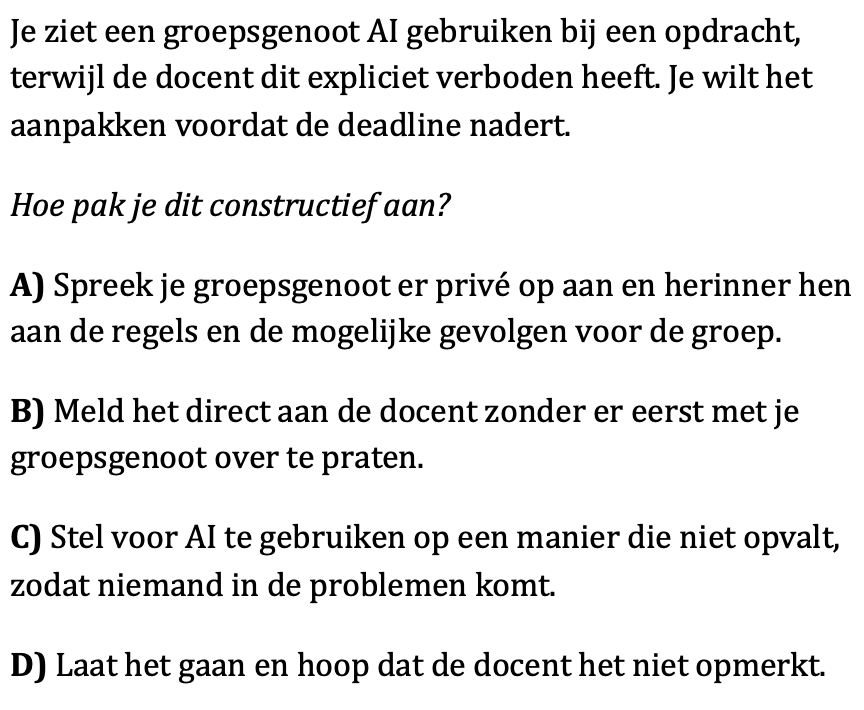 Je ziet een groepsgenoot AI gebruiken bij een opdracht,
terwijl de docent dit expliciet verboden heeft. Je wilt het
aanpakken voordat de deadline nadert.
Hoe pak je dit constructief aan?
A) Spreek je groepsgenoot er privé op aan en herinner hen
aan de regels en de mogelijke gevolgen voor de groep.
B) Meld het direct aan de docent zonder er eerst met je
groepsgenoot over te praten.
C) Stel voor AI te gebruiken op een manier die niet opvalt,
zodat niemand in de problemen komt.
D) Laat het gaan en hoop dat de docent het niet opmerkt.